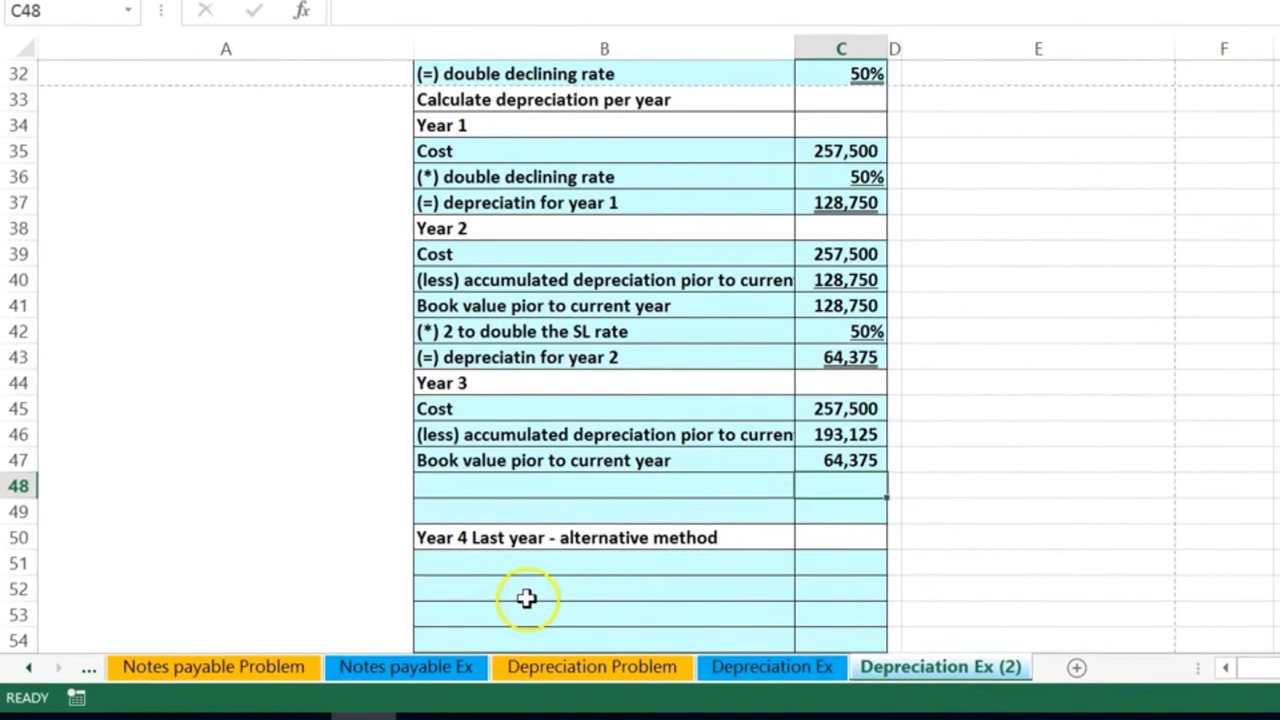 C48 fx
A B C D E F
32 (=) double declining rate 50%
33 Calculate depreciation per year
34 Year 1
35 Cost 257,500
36 (*) double declining rate 50%
37 (=) depreciatin for year 1 128,750
38 Year 2
39 Cost 257,500
40 (less) accumulated depreciation pior to curren 128,750
41 Book value pior to current year 128,750
42 (*) 2 to double the SL rate 50%
43 (=) depreciatin for year 2 64,375
44 Year 3
45 Cost 257,500
46 (less) accumulated depreciation pior to curren 193,125
47 Book value pior to current year 64,375
48
49
50 Year 4 Last year - alternative method
51
52
53
54
... Notes payable Problem Notes payable Ex Depreciation Problem Depreciation Ex Depreciation Ex (2)
READY